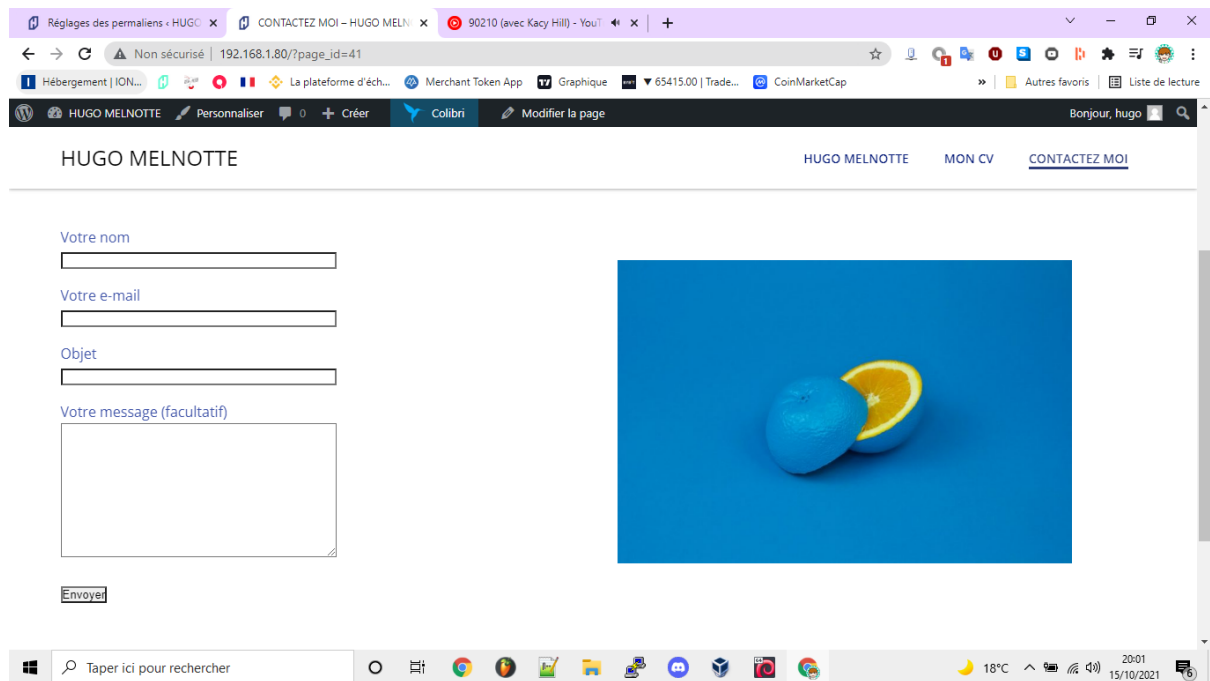 Réglages des permaliens ‹ HUGO
CONTACTEZ MOI – HUGO MELN
90210 (avec Kacy Hill) - YouT
Non sécurisé | 192.168.1.80/?page_id=41
Hébergement | ION...
La plateforme d'éch...
Merchant Token App
Graphique
▼ 65415.00 | Trade...
CoinMarketCap
»
Autres favoris
Liste de lecture
HUGO MELNOTTE
Personnaliser
0
+ Créer
Colibri
Modifier la page
Bonjour, hugo
HUGO MELNOTTE
HUGO MELNOTTE
MON CV
CONTACTEZ MOI
Votre nom
Votre e-mail
Objet
Votre message (facultatif)
Envoyer
Taper ici pour rechercher
18°C
20:01
15/10/2021
6